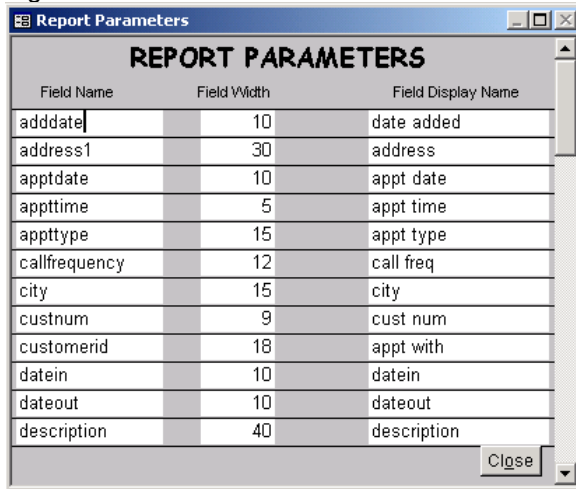 Report Parameters
REPORT PARAMETERS
Field Name Field Width Field Display Name
adddate 10 date added
address1 30 address
apptdate 10 appt date
appttime 5 appt time
appttype 15 appt type
callfrequency 12 call freq
city 15 city
custnum 9 cust num
customerid 18 appt with
datein 10 datein
dateout 10 dateout
description 40 description
Close